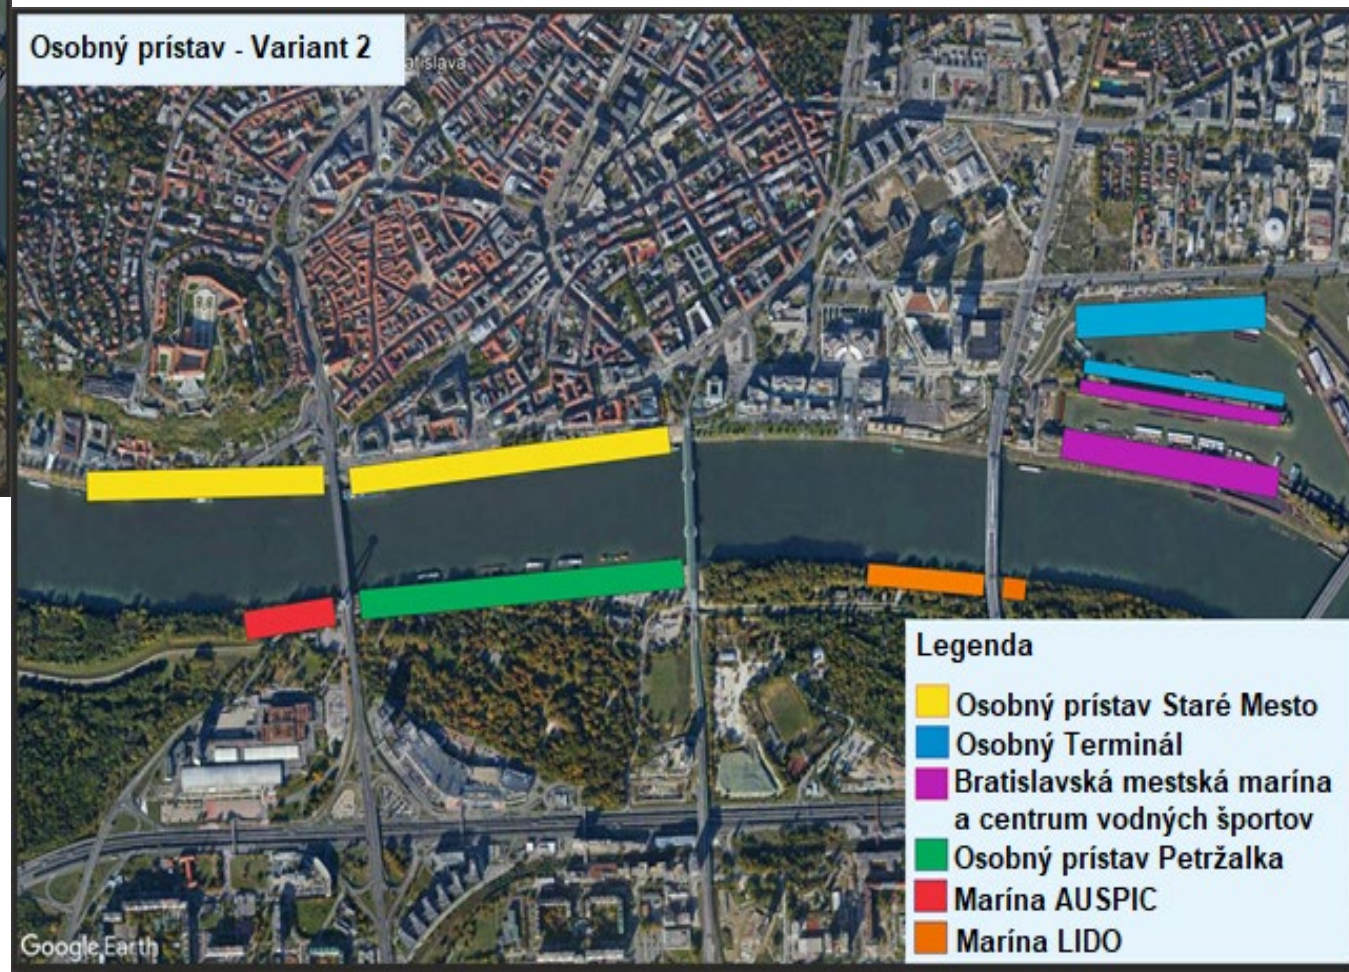 Osobný prístav - Variant 2
atislava
Legenda
Osobný prístav Staré Mesto
Osobný Terminál
Bratislavská mestská marína
a centrum vodných športov
Osobný prístav Petržalka
Marína AUSPIC
Marína LIDO
Google Earth